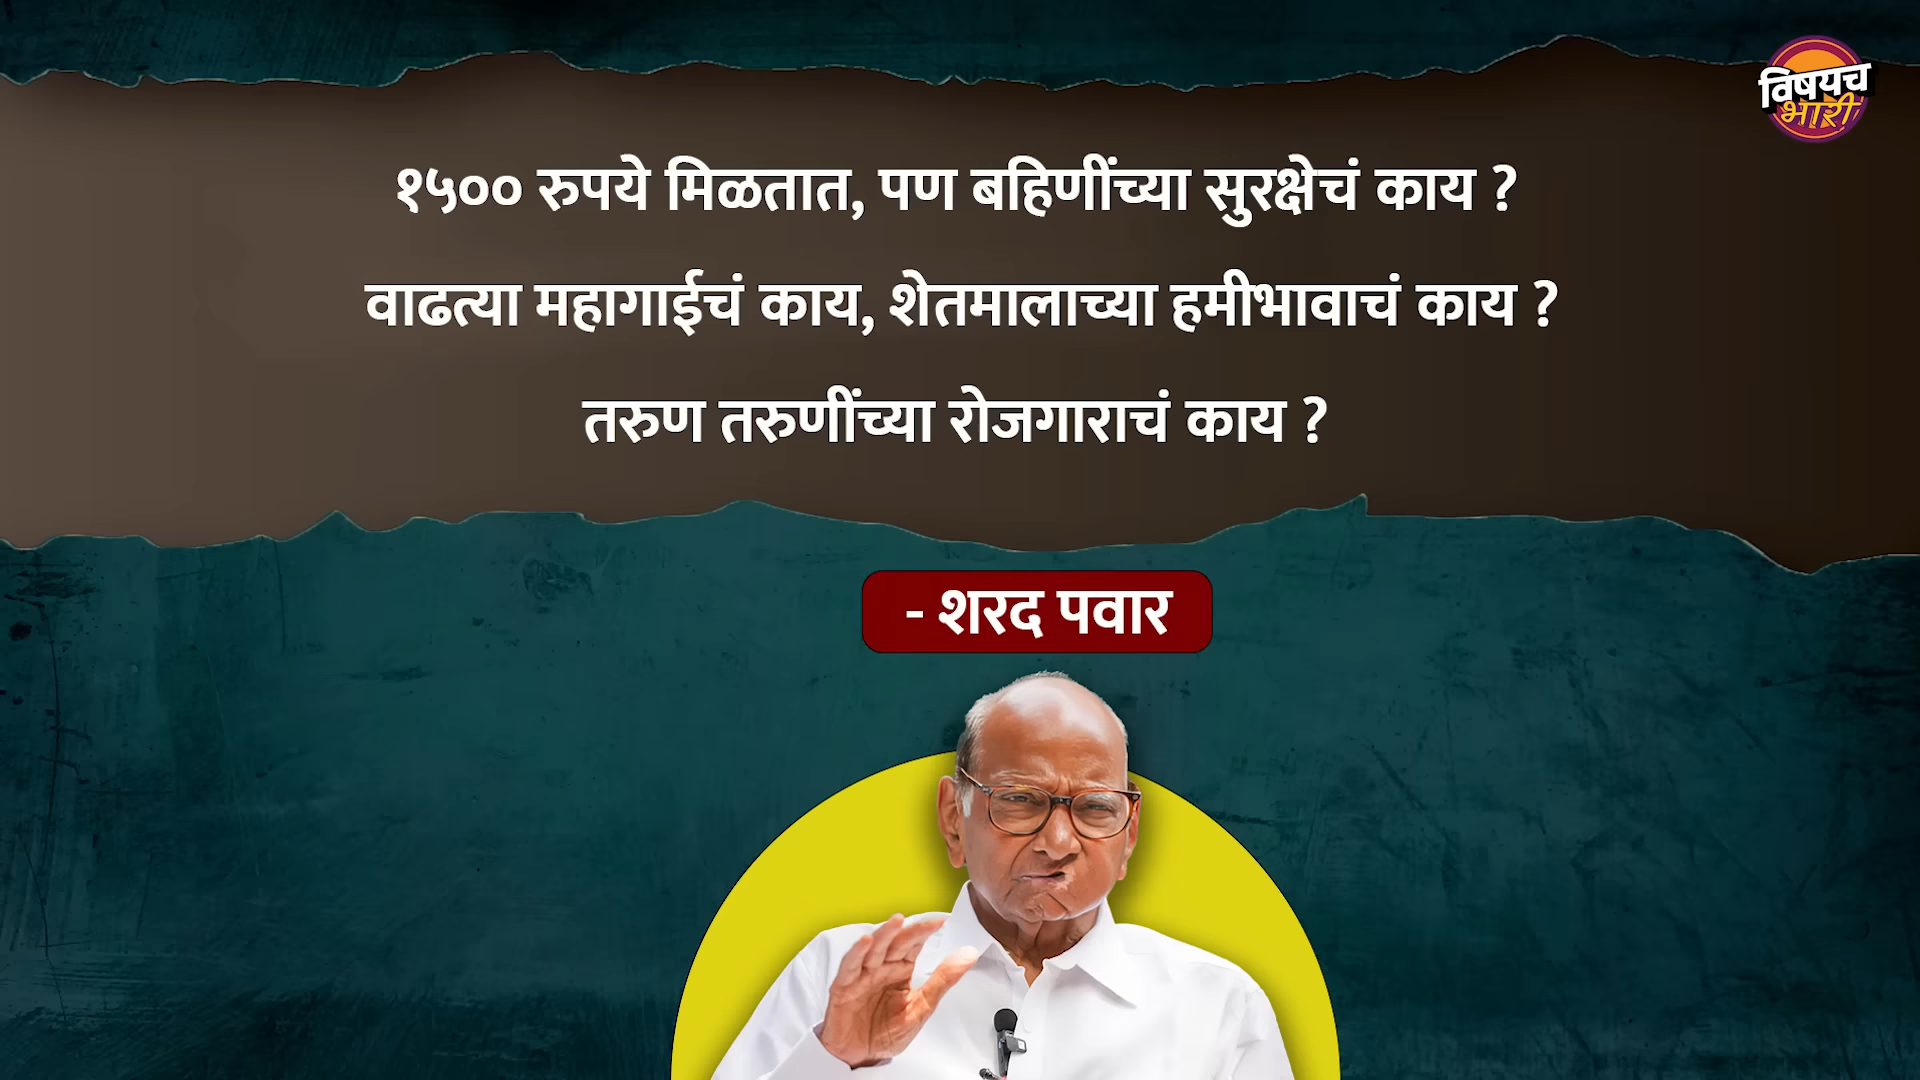 विषयच
भारी
१५०० रुपये मिळतात, पण बहिणींच्या सुरक्षेचं काय ?
वाढत्या महागाईचं काय, शेतमालाच्या हमीभावाचं काय ?
तरुण तरुणींच्या रोजगाराचं काय ?
- शरद पवार